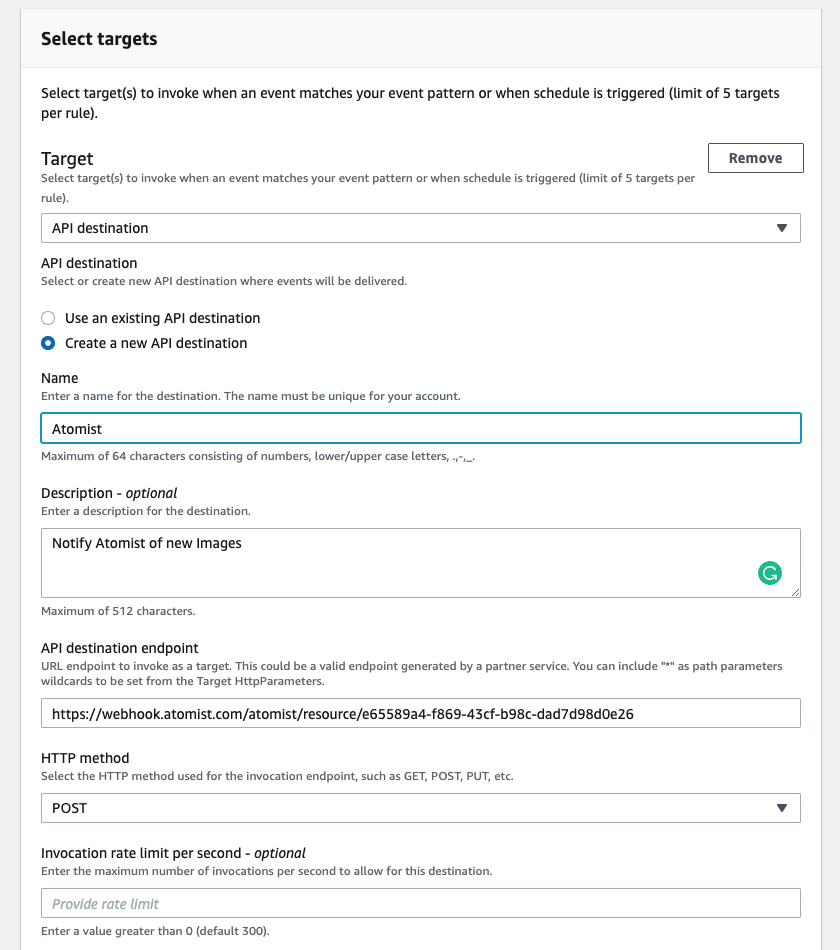 Select targets
Select target(s) to invoke when an event matches your event pattern or when schedule is triggered (limit of 5 targets
per rule).
Target
Remove
Select target(s) to invoke when an event matches your event pattern or when schedule is triggered (limit of 5 targets per
rule).
API destination
API destination
Select or create new API destination where events will be delivered.
Use an existing API destination
Create a new API destination
Name
Enter a name for the destination. The name must be unique for your account.
Atomist
Maximum of 64 characters consisting of numbers, lower/upper case letters, .,-,_.
Description - optional
Enter a description for the destination.
Notify Atomist of new Images
Maximum of 512 characters.
API destination endpoint
URL endpoint to invoke as a target. This could be a valid endpoint generated by a partner service. You can include "*" as path parameters
wildcards to be set from the Target HttpParameters.
https://webhook.atomist.com/atomist/resource/e65589a4-f869-43cf-b98c-dad7d98d0e26
HTTP method
Select the HTTP method used for the invocation endpoint, such as GET, POST, PUT, etc.
POST
Invocation rate limit per second - optional
Enter the maximum number of invocations per second to allow for this destination.
Provide rate limit
Enter a value greater than 0 (default 300).